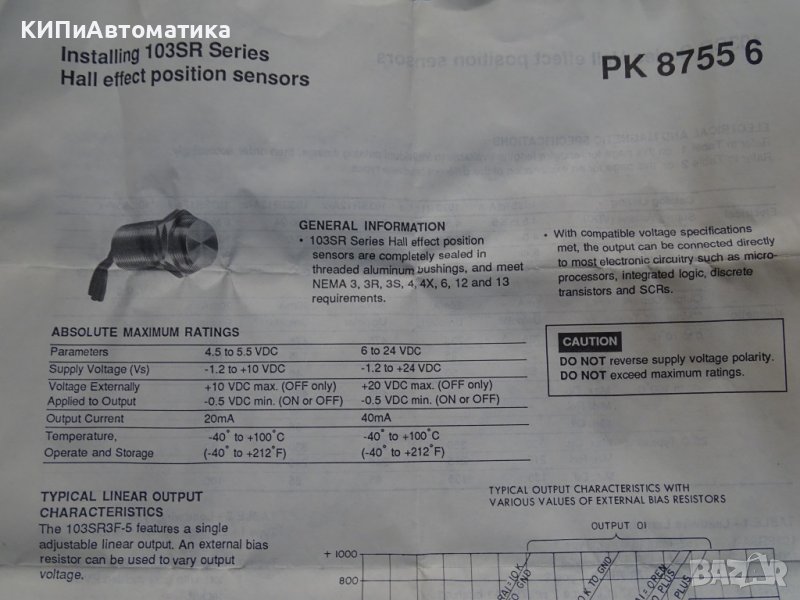 КИПиАвтоматика
Installing 103SR Series
Hall effect position sensors
PK 8755 6
GENERAL INFORMATION
• 103SR Series Hall effect position
sensors are completely sealed in
threaded aluminum bushings, and meet
NEMA 3, 3R, 3S, 4, 4X, 6, 12 and 13
requirements.
• With compatible voltage specifications
met, the output can be connected directly
to most electronic circuitry such as micro-
processors, integrated logic, discrete
transistors and SCRs.
CAUTION
DO NOT reverse supply voltage polarity.
DO NOT exceed maximum ratings.
ABSOLUTE MAXIMUM RATINGS
Parameters 4.5 to 5.5 VDC 6 to 24 VDC
Supply Voltage (Vs) -1.2 to +10 VDC -1.2 to +24 VDC
Voltage Externally +10 VDC max. (OFF only) +20 VDC max. (OFF only)
Applied to Output -0.5 VDC min. (ON or OFF) -0.5 VDC min. (ON or OFF)
Output Current 20mA 40mA
Temperature, -40° to +100°C -40° to +100°C
Operate and Storage (-40° to +212°F) (-40° to +212°F)
TYPICAL LINEAR OUTPUT
CHARACTERISTICS
The 103SR3F-5 features a single
adjustable linear output. An external bias
resistor can be used to vary output
voltage.
TYPICAL OUTPUT CHARACTERISTICS WITH
VARIOUS VALUES OF EXTERNAL BIAS RESISTORS
OUTPUT 01
+ 1000
800
TO GND
K TO GND
OPEN
TO PLUS
PLUS
BAZAR